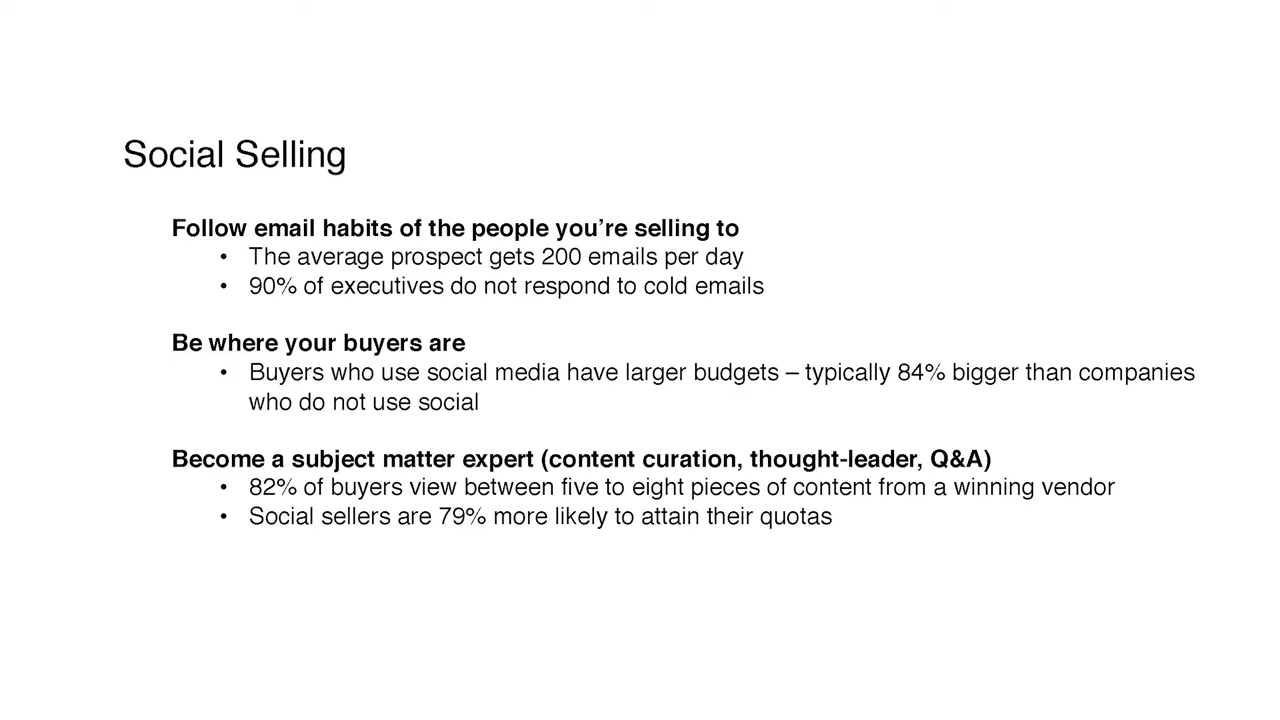 Social Selling
Follow email habits of the people you're selling to
• The average prospect gets 200 emails per day
• 90% of executives do not respond to cold emails
Be where your buyers are
• Buyers who use social media have larger budgets – typically 84% bigger than companies
who do not use social
Become a subject matter expert (content curation, thought-leader, Q&A)
• 82% of buyers view between five to eight pieces of content from a winning vendor
• Social sellers are 79% more likely to attain their quotas